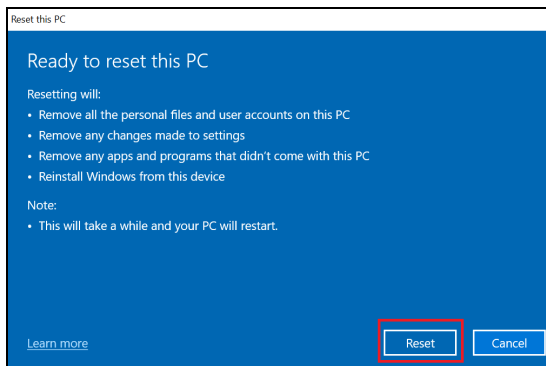 Reset this PC
Ready to reset this PC
Resetting will:
• Remove all the personal files and user accounts on this PC
• Remove any changes made to settings
• Remove any apps and programs that didn't come with this PC
• Reinstall Windows from this device
Note:
• This will take a while and your PC will restart.
Learn more
Reset
Cancel